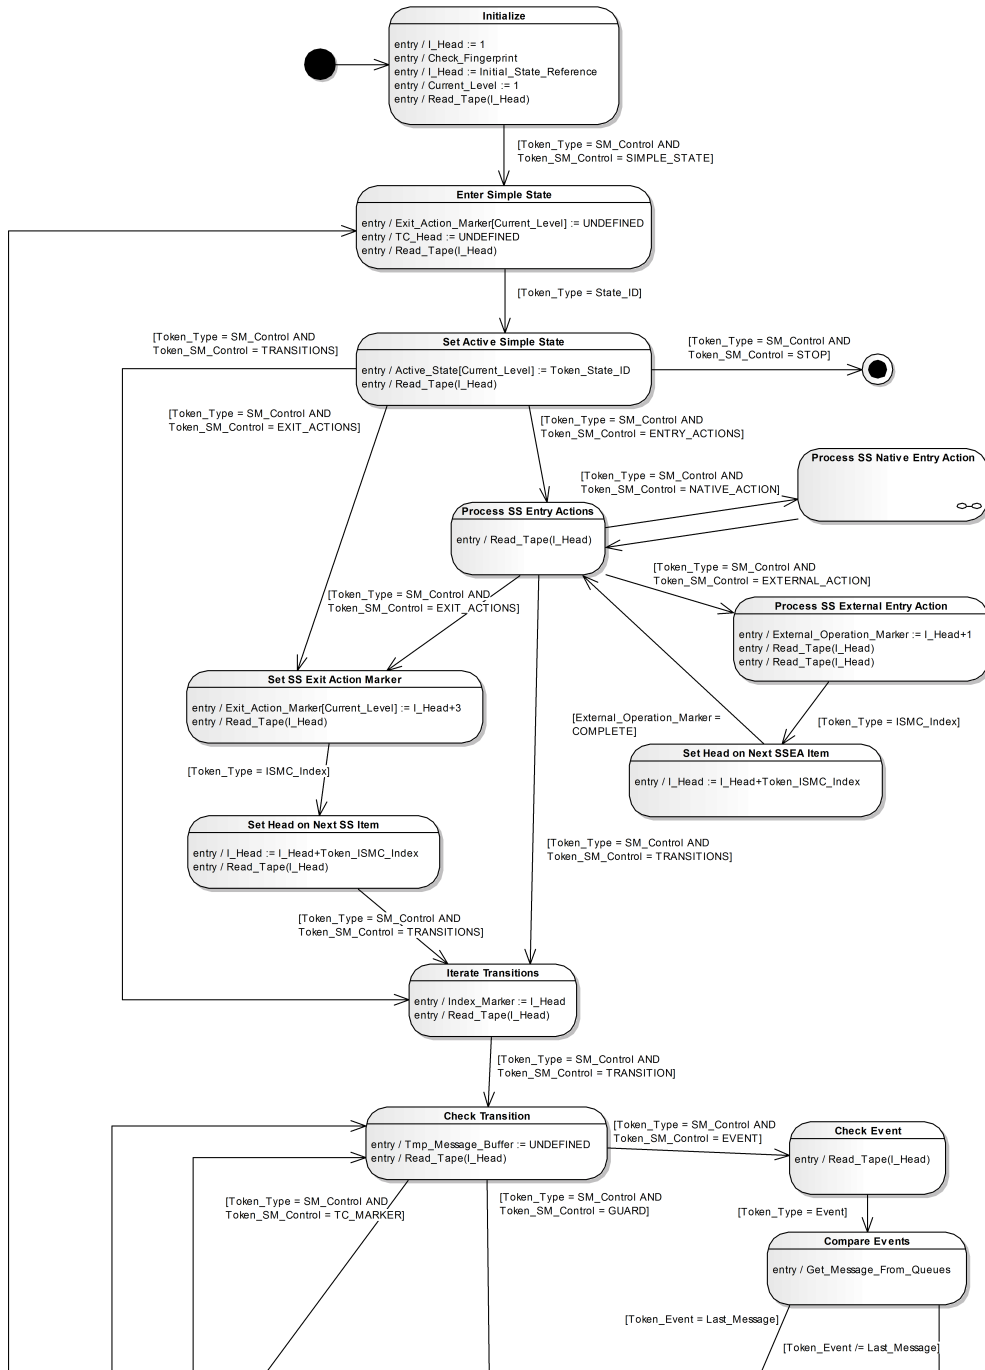 Initialize
entry / I_Head := 1
entry / Check_Fingerprint
entry / I_Head := Initial_State_Reference
entry / Current_Level := 1
entry / Read_Tape(I_Head)
[Token_Type = SM_Control AND
Token_SM_Control = SIMPLE_STATE]
Enter Simple State
entry / Exit_Action_Marker[Current_Level] := UNDEFINED
entry / TC_Head := UNDEFINED
entry / Read_Tape(I_Head)
[Token_Type = State_ID]
Set Active Simple State
entry / Active_State[Current_Level] := Token_State_ID
entry / Read_Tape(I_Head)
[Token_Type = SM_Control AND
Token_SM_Control = TRANSITIONS]
[Token_Type = SM_Control AND
Token_SM_Control = STOP]
[Token_Type = SM_Control AND
Token_SM_Control = EXIT_ACTIONS]
[Token_Type = SM_Control AND
Token_SM_Control = ENTRY_ACTIONS]
Process SS Native Entry Action
[Token_Type = SM_Control AND
Token_SM_Control = NATIVE_ACTION]
Process SS Entry Actions
entry / Read_Tape(I_Head)
[Token_Type = SM_Control AND
Token_SM_Control = EXTERNAL_ACTION]
[Token_Type = SM_Control AND
Token_SM_Control = EXIT_ACTIONS]
Process SS External Entry Action
entry / External_Operation_Marker := I_Head+1
entry / Read_Tape(I_Head)
entry / Read_Tape(I_Head)
Set SS Exit Action Marker
entry / Exit_Action_Marker[Current_Level] := I_Head+3
entry / Read_Tape(I_Head)
[External_Operation_Marker =
COMPLETE]
[Token_Type = ISMC_Index]
Set Head on Next SSEA Item
entry / I_Head := I_Head+Token_ISMC_Index
[Token_Type = ISMC_Index]
Set Head on Next SS Item
entry / I_Head := I_Head+Token_ISMC_Index
entry / Read_Tape(I_Head)
[Token_Type = SM_Control AND
Token_SM_Control = TRANSITIONS]
[Token_Type = SM_Control AND
Token_SM_Control = TRANSITIONS]
Iterate Transitions
entry / Index_Marker := I_Head
entry / Read_Tape(I_Head)
[Token_Type = SM_Control AND
Token_SM_Control = TRANSITION]
Check Transition
entry / Tmp_Message_Buffer := UNDEFINED
entry / Read_Tape(I_Head)
[Token_Type = SM_Control AND
Token_SM_Control = EVENT]
Check Event
entry / Read_Tape(I_Head)
[Token_Type = SM_Control AND
Token_SM_Control = TC_MARKER]
[Token_Type = SM_Control AND
Token_SM_Control = GUARD]
[Token_Type = Event]
Compare Events
entry / Get_Message_From_Queues
[Token_Event = Last_Message]
[Token_Event /= Last_Message]